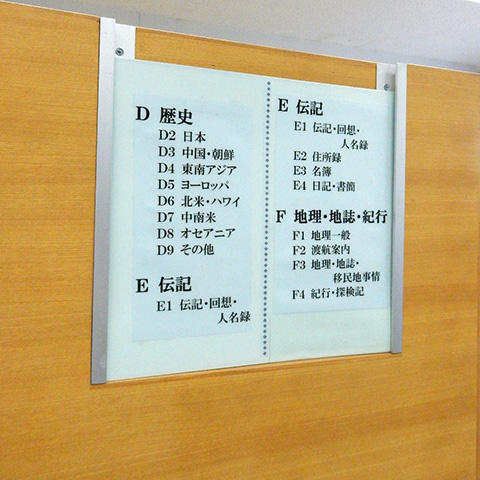 D 歴史
D2 日本
D3 中国・朝鮮
D4 東南アジア
D5 ヨーロッパ
D6 北米・ハワイ
D7 中南米
D8 オセアニア
D9 その他
E 伝記
E1 伝記・回想・
人名録
E 伝記
E1 伝記・回想・
人名録
E2 住所録
E3 名簿
E4 日記・書簡
F 地理・地誌・紀行
F1 地理一般
F2 渡航案内
F3 地理・地誌・
移民地事情
F4 紀行・探検記